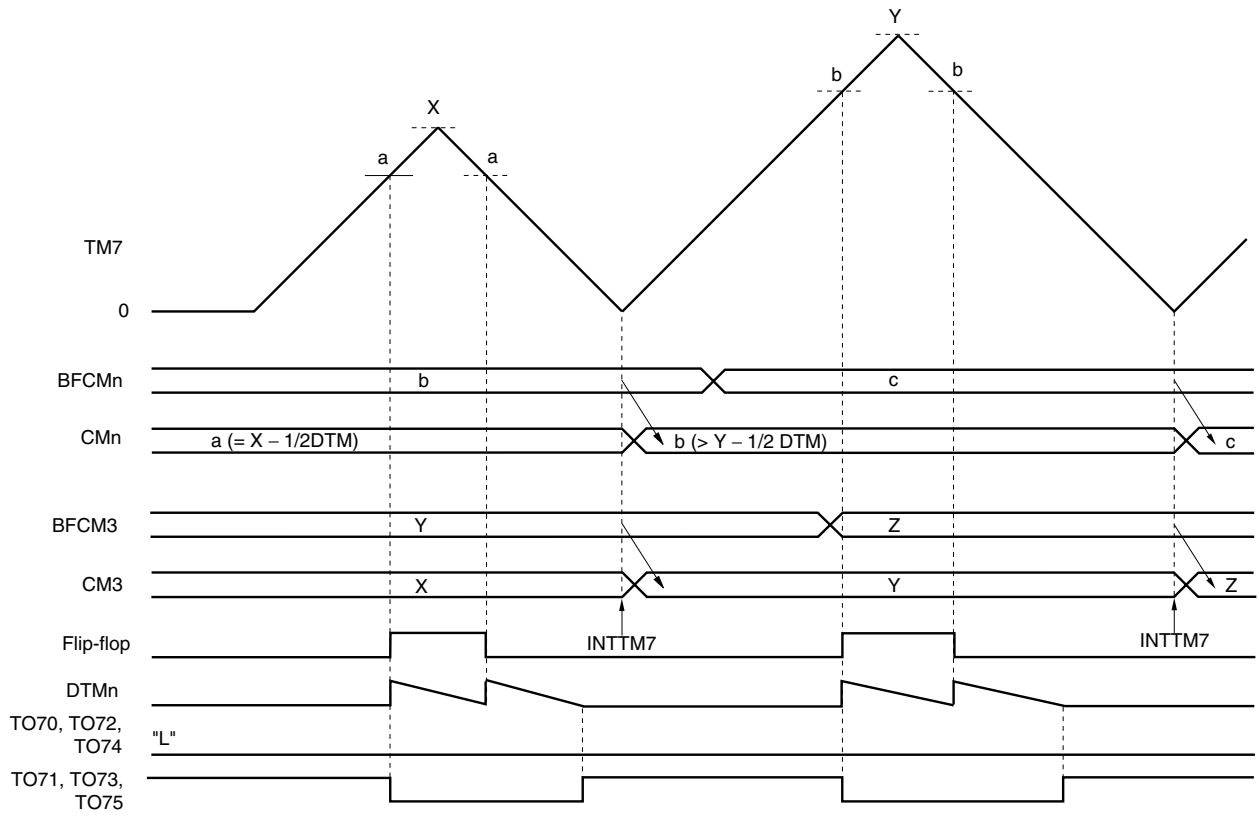 Y
b b
X
a a
TM7
0
BFCMn b c
CMn a (= X – 1/2DTM) b (> Y – 1/2 DTM) c
BFCM3 Y Z
CM3 X Y Z
Flip-flop INTTM7 INTTM7
DTMn
TO70, TO72,
TO74 "L"
TO71, TO73,
TO75